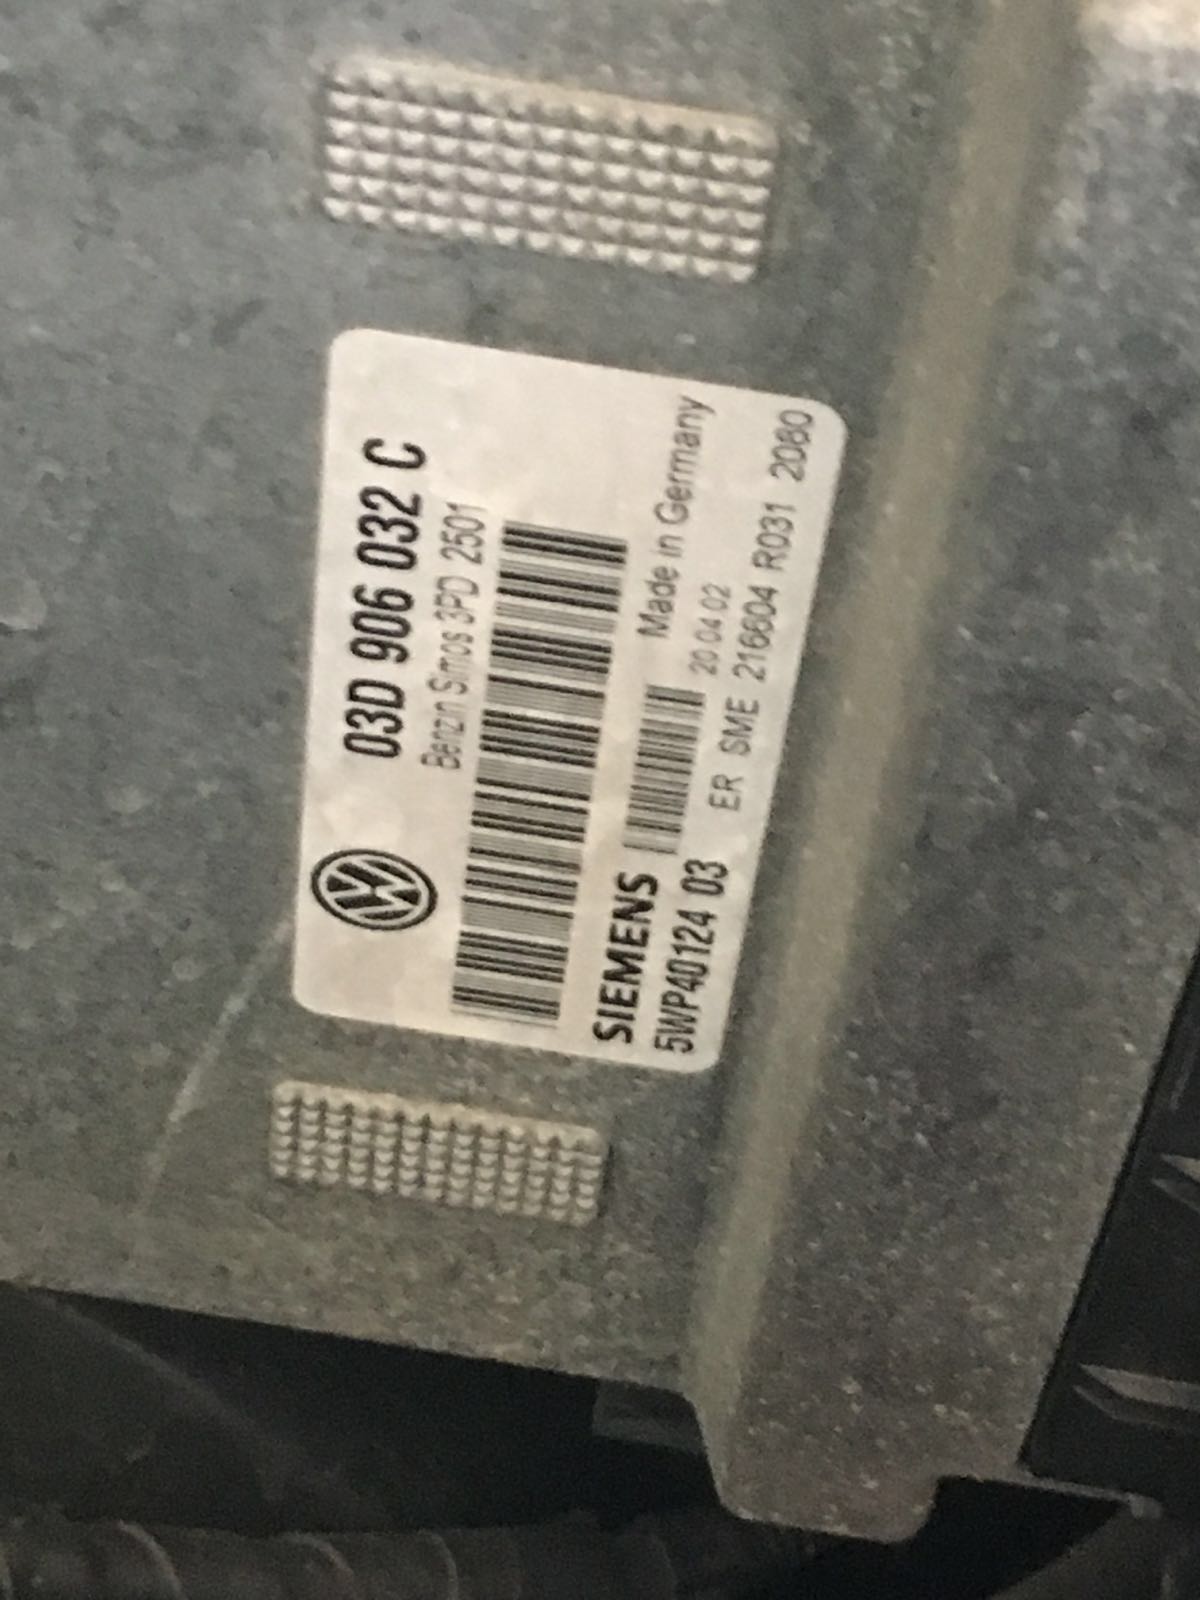 03D 906 032 C
Benzin Simos 3PD 2501
SIEMENS
Made in Germany
5WP40124 03
20 04 02
ER SME 216604 R031 2080